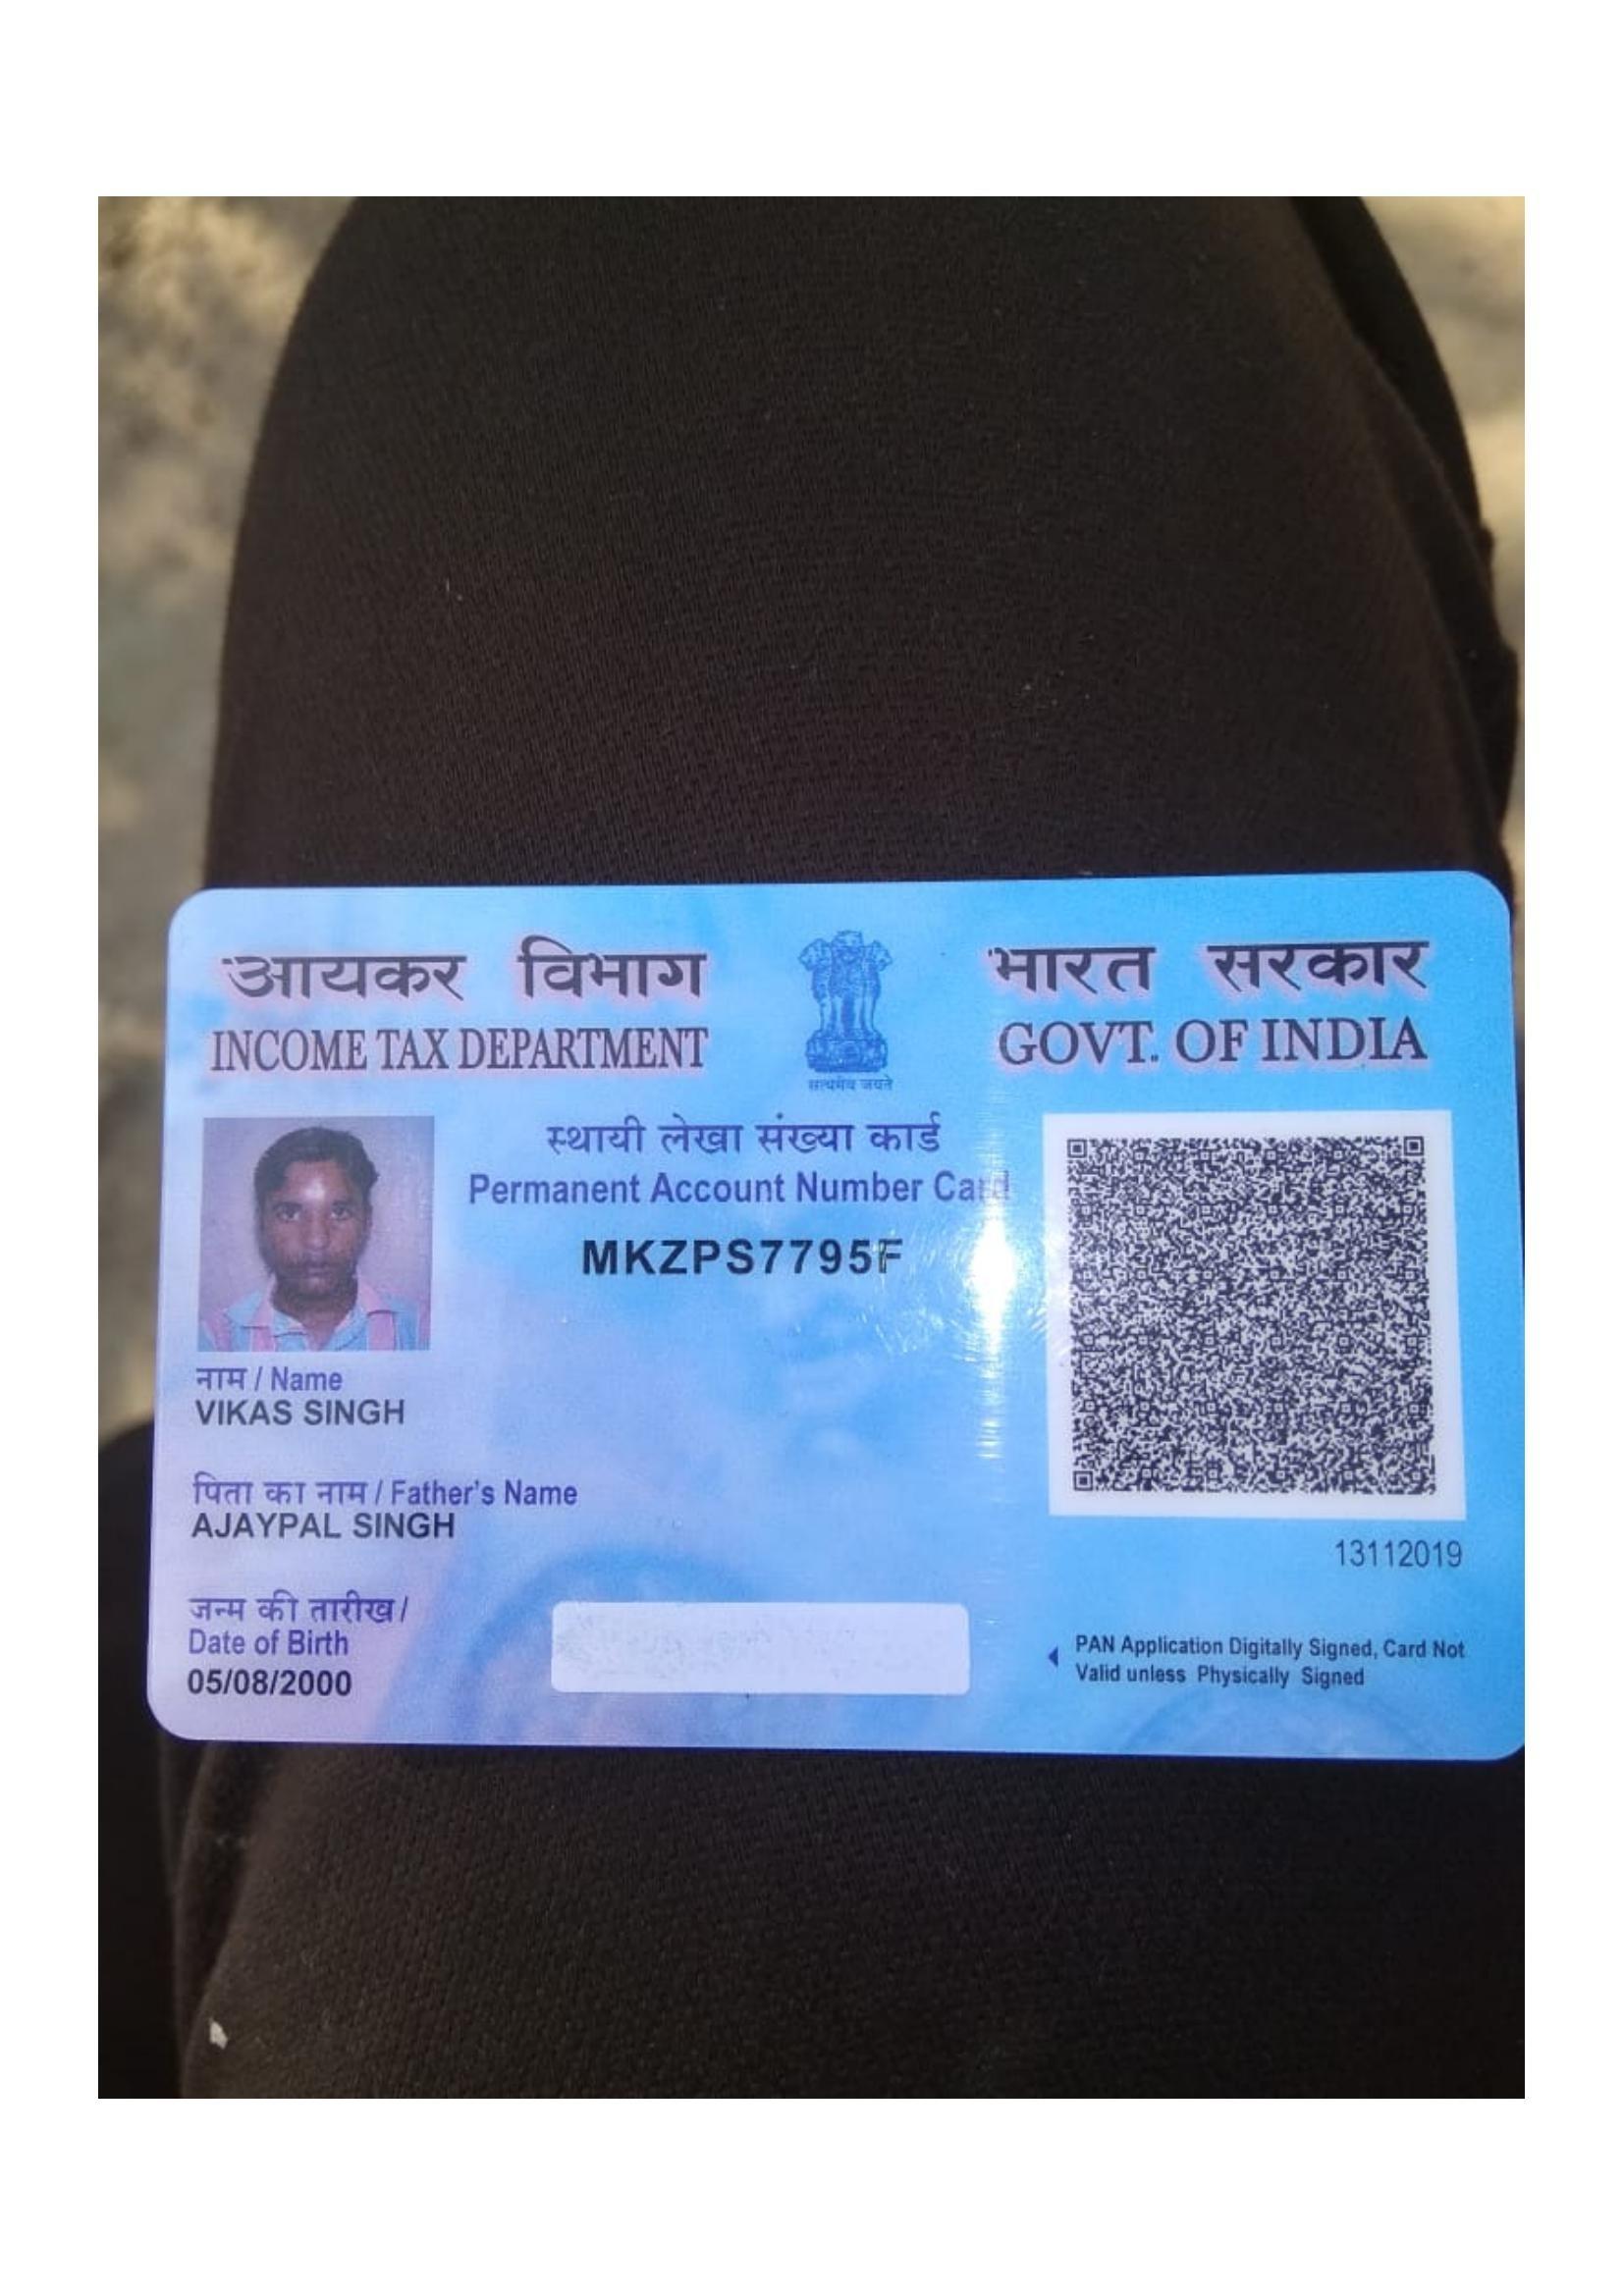 आयकर विभाग
INCOME TAX DEPARTMENT
सत्यमेव जयते
भारत सरकार
GOVT. OF INDIA
स्थायी लेखा संख्या कार्ड
Permanent Account Number Card
MKZPS7795F
नाम / Name
VIKAS SINGH
पिता का नाम / Father's Name
AJAYPAL SINGH
जन्म की तारीख /
Date of Birth
05/08/2000
13112019
PAN Application Digitally Signed, Card Not
Valid unless Physically Signed